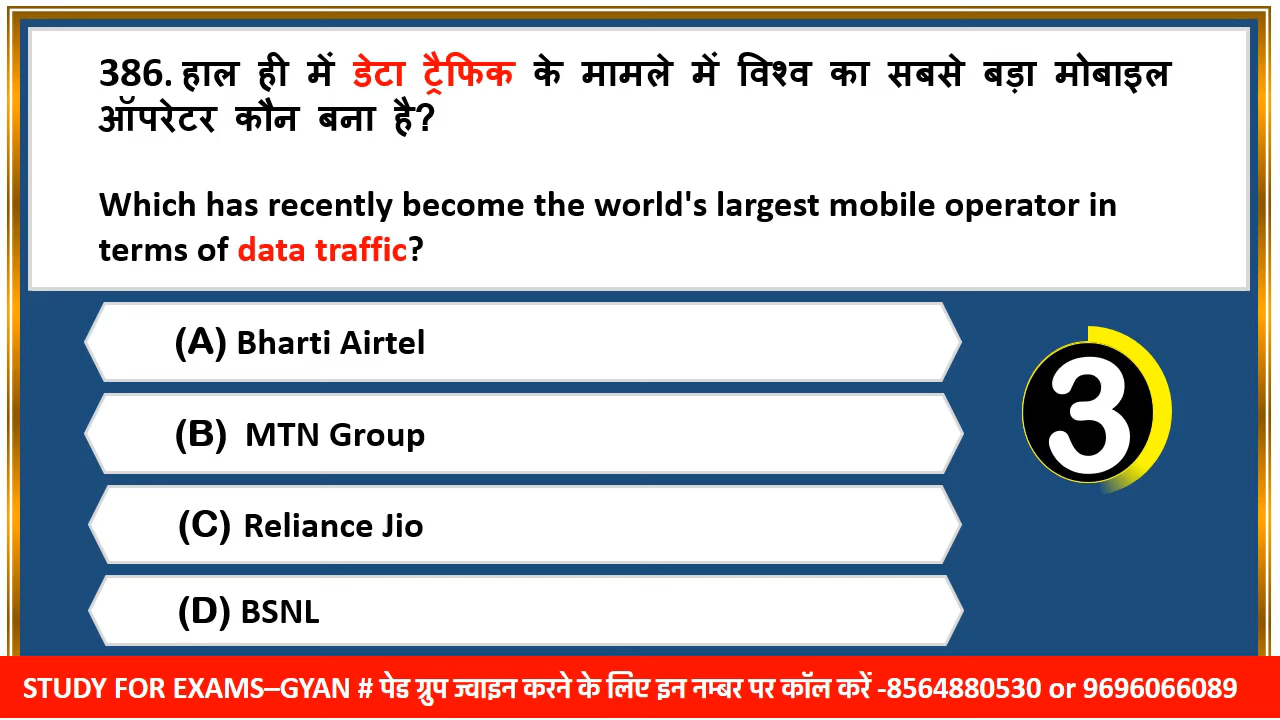 386. हाल ही में डेटा ट्रैफिक के मामले में विश्व का सबसे बड़ा मोबाइल
ऑपरेटर कौन बना है?
Which has recently become the world's largest mobile operator in
terms of data traffic?
(A) Bharti Airtel
(B) MTN Group
3
(C) Reliance Jio
(D) BSNL
STUDY FOR EXAMS–GYAN # पेड ग्रुप ज्वाइन करने के लिए इन नम्बर पर कॉल करें -8564880530 or 9696066089